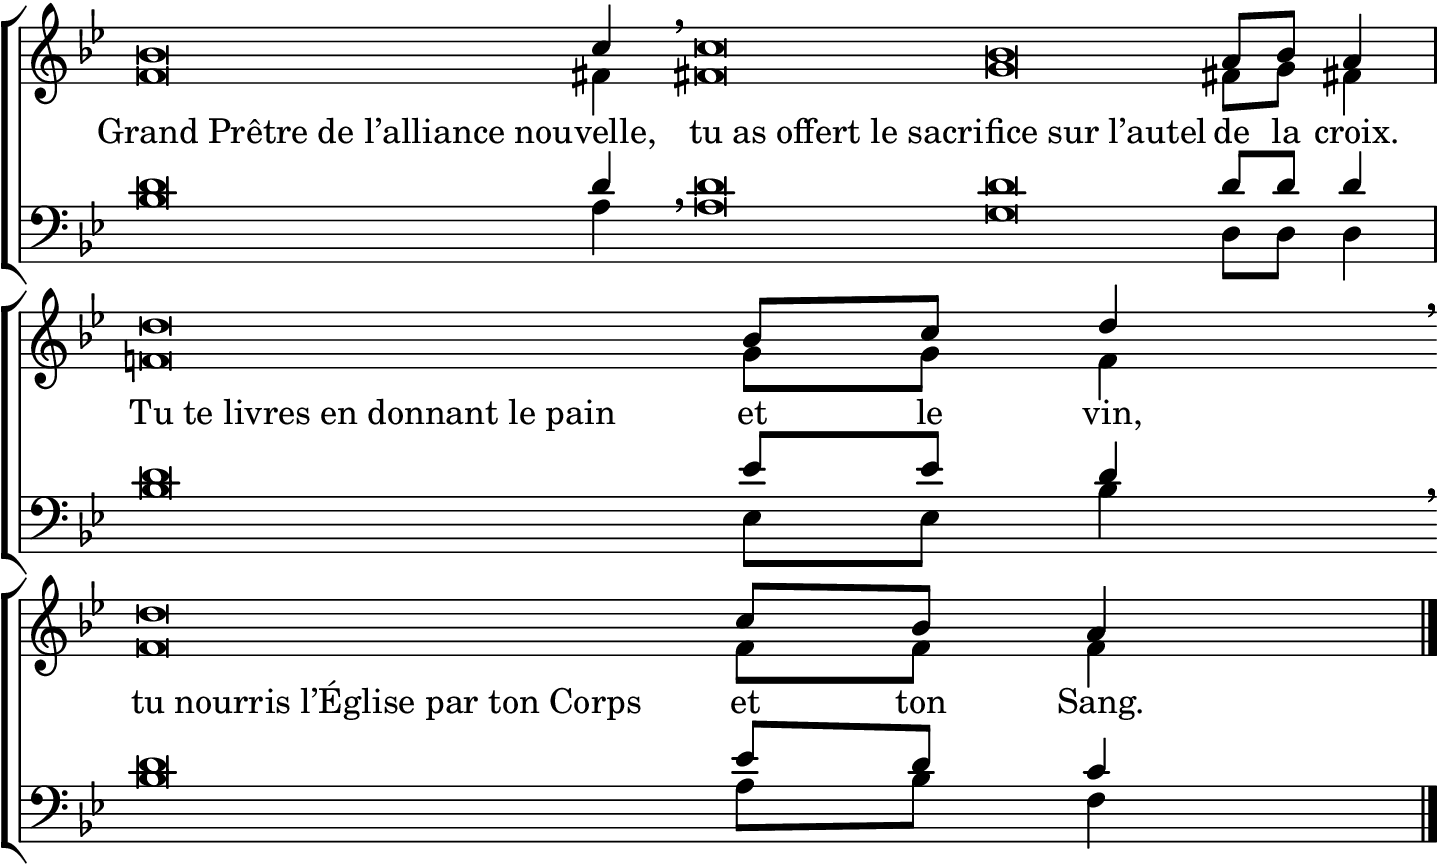 Grand Prêtre de l’alliance nouvelle, tu as offert le sacrifice sur l’autel de la croix.
Tu te livres en donnant le pain et le vin,
tu nourris l’Église par ton Corps et ton Sang.